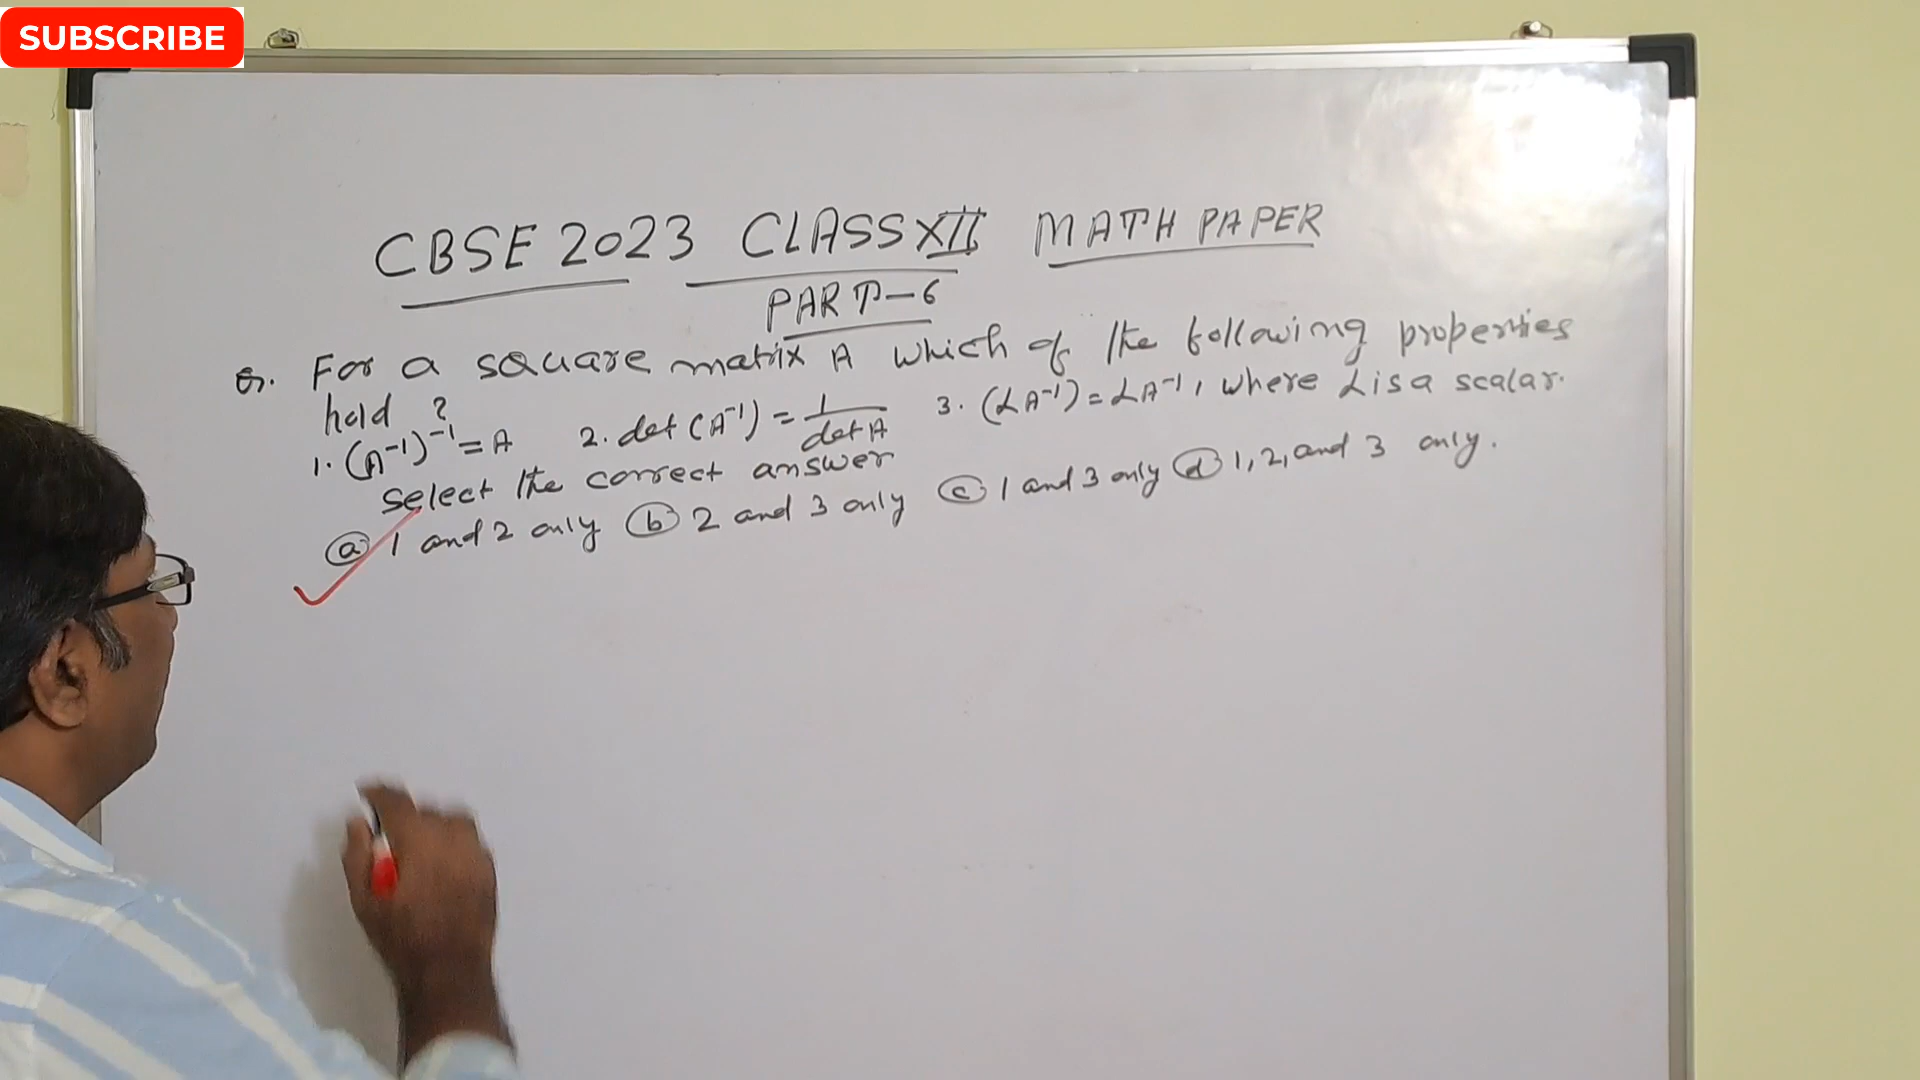 SUBSCRIBE
CBSE 2023 CLASS XII MATH PAPER
PART-6
Q. For a square matrix A which of the following properties
hold ?
1. (A⁻¹)⁻¹ = A 2. det (A⁻¹) = 1/det A 3. (αA⁻¹) = αA⁻¹, where α is a scalar.
select the correct answer
(a) 1 and 2 only (b) 2 and 3 only (c) 1 and 3 only (d) 1, 2, and 3 only.